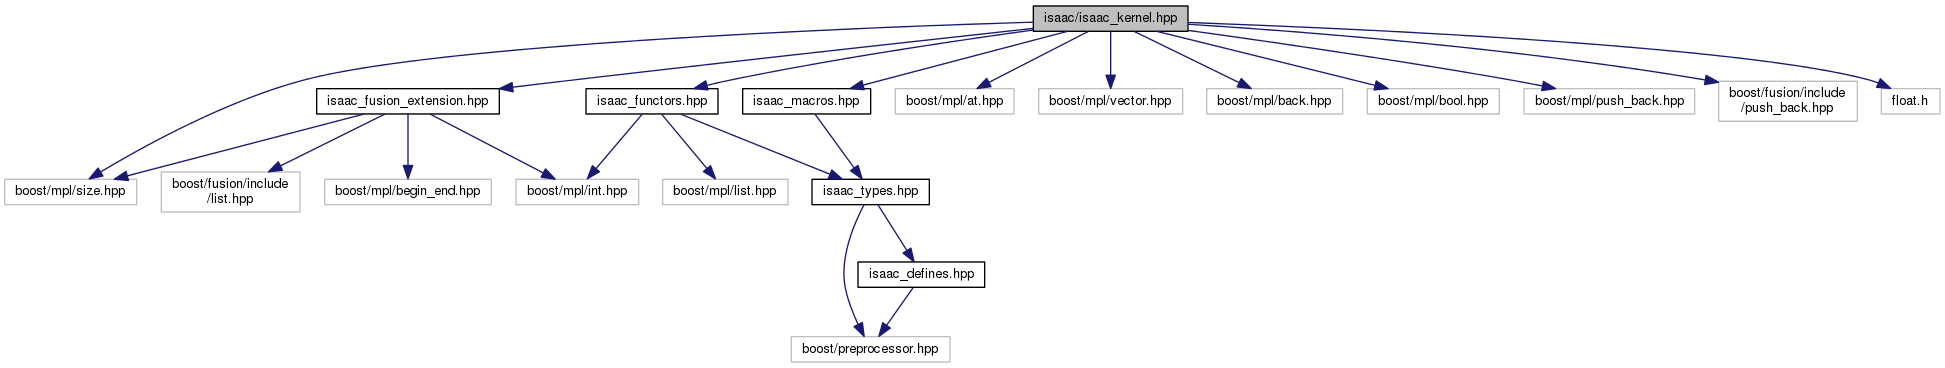 isaac/isaac_kernel.hpp
isaac_fusion_extension.hpp
isaac_functors.hpp
isaac_macros.hpp
boost/mpl/at.hpp
boost/mpl/vector.hpp
boost/mpl/back.hpp
boost/mpl/bool.hpp
boost/mpl/push_back.hpp
boost/fusion/include
/push_back.hpp
float.h
boost/mpl/size.hpp
boost/fusion/include
/list.hpp
boost/mpl/begin_end.hpp
boost/mpl/int.hpp
boost/mpl/list.hpp
isaac_types.hpp
isaac_defines.hpp
boost/preprocessor.hpp